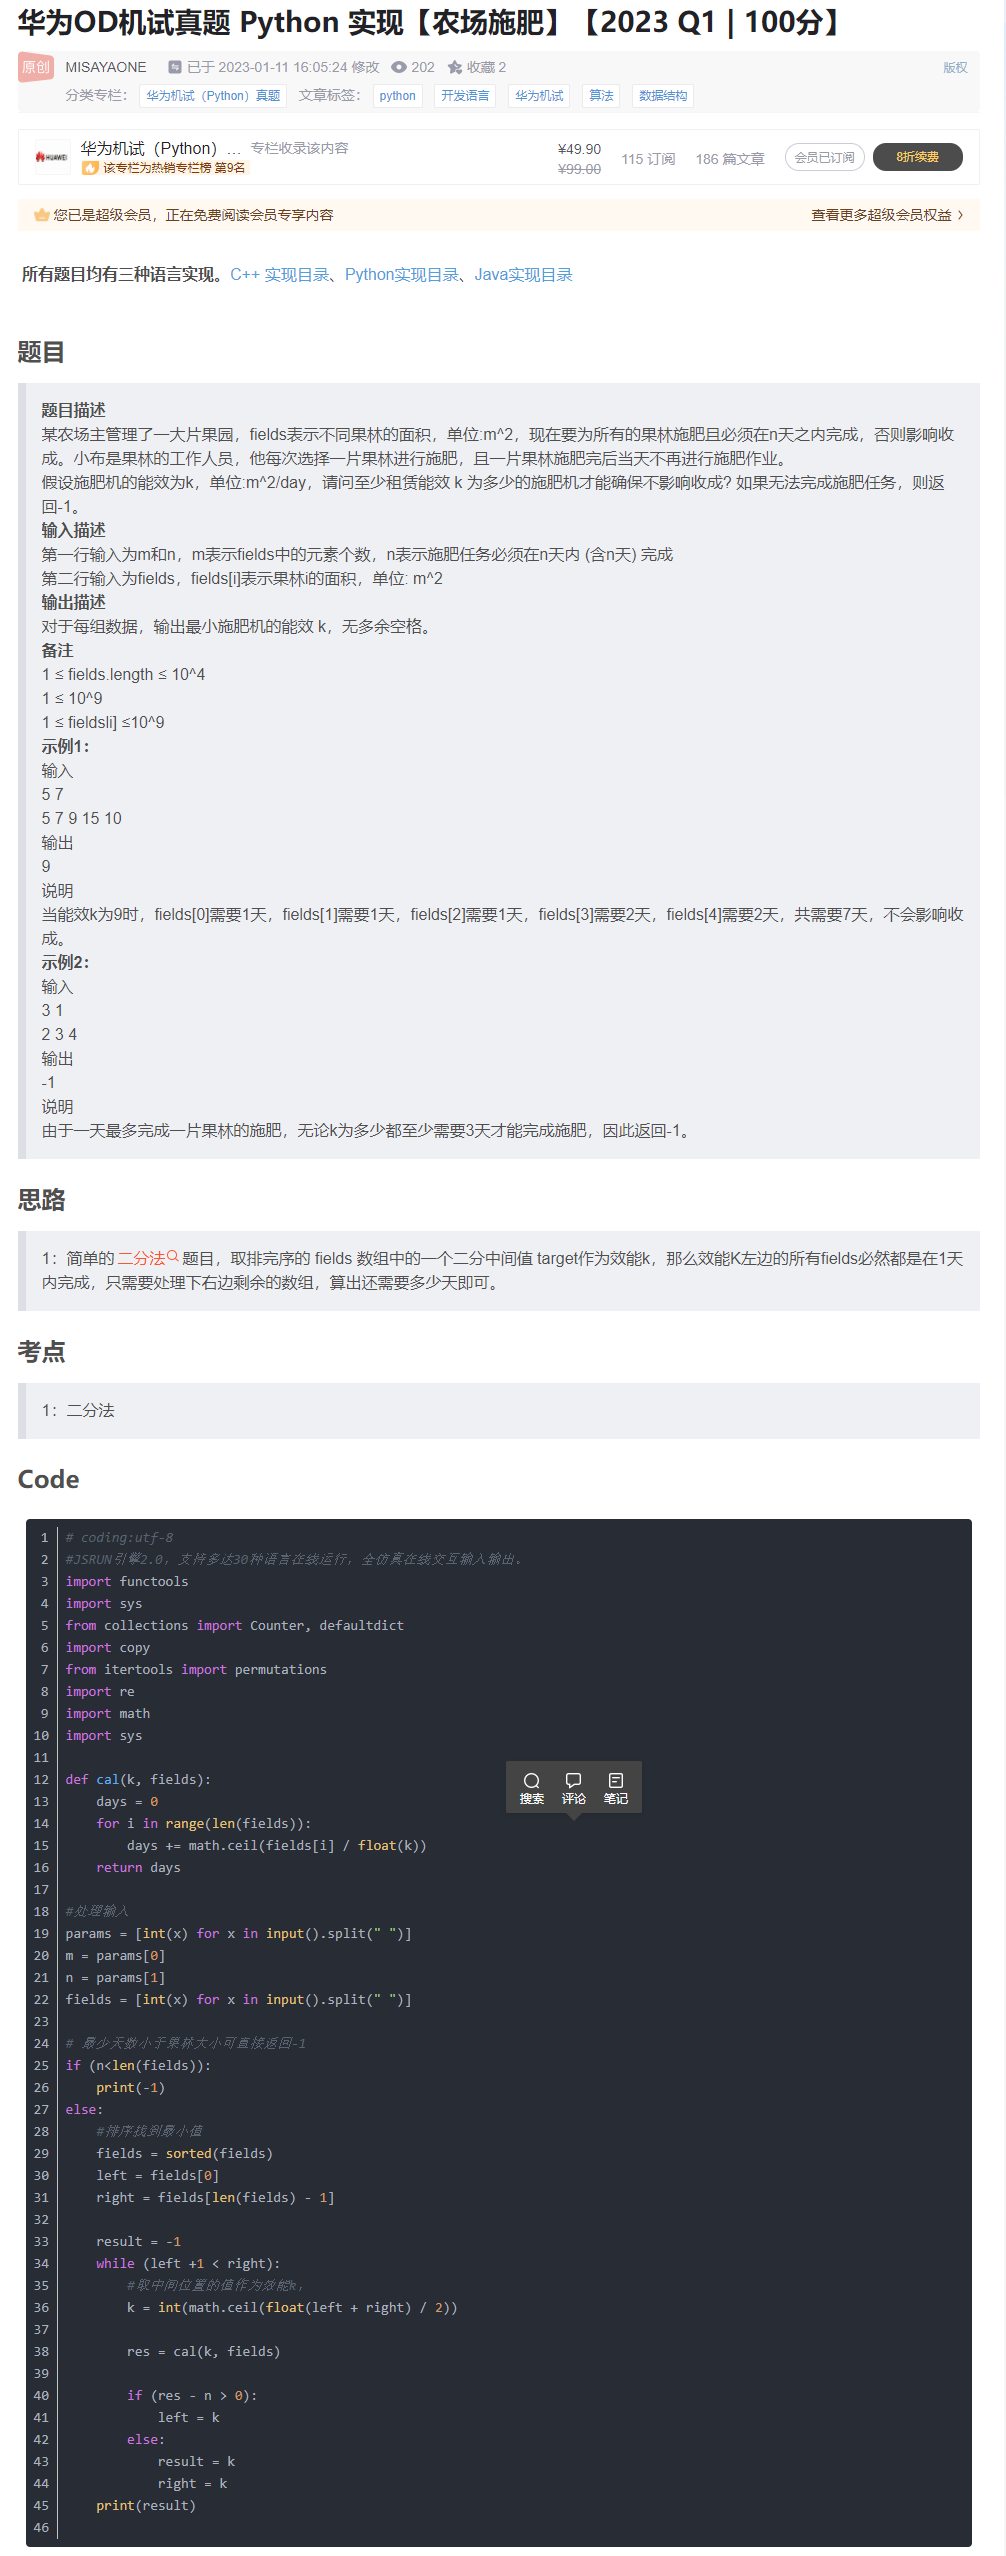 华为OD机试真题 Python 实现【农场施肥】【2023 Q1 | 100分】
原创 MISAYAONE 已于 2023-01-11 16:05:24 修改 202 收藏 2 版权
分类专栏： 华为机试（Python）真题 文章标签： python 开发语言 华为机试 算法 数据结构
HUAWEI 华为机试（Python）... 专栏收录该内容 ¥49.90 115 订阅 186 篇文章 会员已订阅 8折续费
该专栏为热销专栏榜 第9名 ¥99.00
您已是超级会员，正在免费阅读会员专享内容 查看更多超级会员权益
所有题目均有三种语言实现。C++ 实现目录、Python实现目录、Java实现目录
题目
题目描述
某农场主管理了一大片果园，fields表示不同果林的面积，单位:m^2，现在要为所有的果林施肥且必须在n天之内完成，否则影响收
成。小布是果林的工作人员，他每次选择一片果林进行施肥，且一片果林施肥完后当天不再进行施肥作业。
假设施肥机的能效为k，单位:m^2/day，请问至少租赁能效 k 为多少的施肥机才能确保不影响收成? 如果无法完成施肥任务，则返
回-1。
输入描述
第一行输入为m和n，m表示fields中的元素个数，n表示施肥任务必须在n天内 (含n天) 完成
第二行输入为fields，fields[i]表示果林i的面积，单位: m^2
输出描述
对于每组数据，输出最小施肥机的能效 k，无多余空格。
备注
1 ≤ fields.length ≤ 10^4
1 ≤ 10^9
1 ≤ fieldsli] ≤10^9
示例1：
输入
5 7
5 7 9 15 10
输出
9
说明
当能效k为9时，fields[0]需要1天，fields[1]需要1天，fields[2]需要1天，fields[3]需要2天，fields[4]需要2天，共需要7天，不会影响收
成。
示例2：
输入
3 1
2 3 4
输出
-1
说明
由于一天最多完成一片果林的施肥，无论k为多少都至少需要3天才能完成施肥，因此返回-1。
思路
1：简单的 二分法 题目，取排完序的 fields 数组中的一个二分中间值 target作为效能k，那么效能K左边的所有fields必然都是在1天
内完成，只需要处理下右边剩余的数组，算出还需要多少天即可。
考点
1：二分法
Code
1 # coding:utf-8
2 #JSRUN引擎2.0，支持多达30种语言在线运行，全仿真在线交互输入输出。
3 import functools
4 import sys
5 from collections import Counter, defaultdict
6 import copy
7 from itertools import permutations
8 import re
9 import math
10 import sys
11
12 def cal(k, fields):
13     days = 0
14     for i in range(len(fields)):
15         days += math.ceil(fields[i] / float(k))
16     return days
17
18 #处理输入
19 params = [int(x) for x in input().split(" ")]
20 m = params[0]
21 n = params[1]
22 fields = [int(x) for x in input().split(" ")]
23
24 # 最少天数小于果林大小可直接返回-1
25 if (n<len(fields)):
26     print(-1)
27 else:
28     #排序找到最小值
29     fields = sorted(fields)
30     left = fields[0]
31     right = fields[len(fields) - 1]
32
33     result = -1
34     while (left +1 < right):
35         #取中间位置的值作为效能k，
36         k = int(math.ceil(float(left + right) / 2))
37
38         res = cal(k, fields)
39
40         if (res - n > 0):
41             left = k
42         else:
43             result = k
44             right = k
45     print(result)
46
搜索 评论 笔记